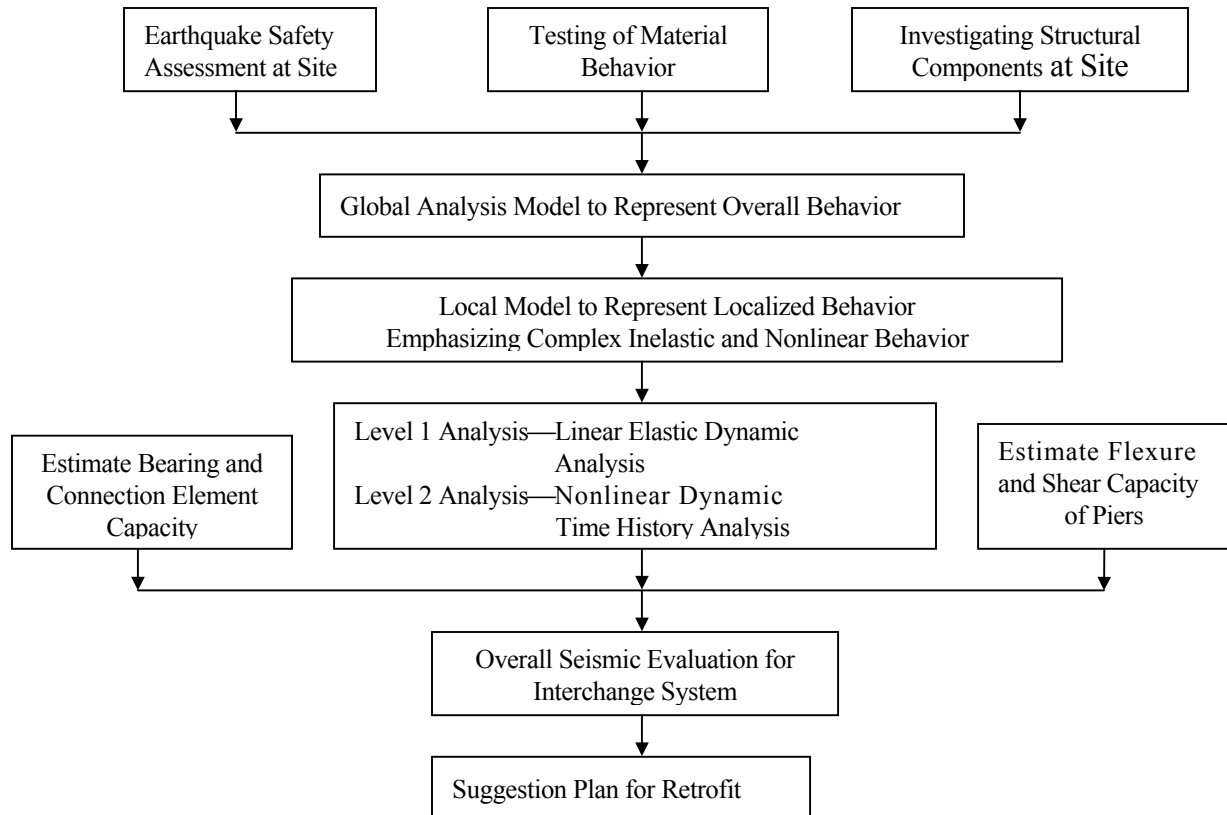 Earthquake Safety
Assessment at Site
Testing of Material
Behavior
Investigating Structural
Components at Site
Global Analysis Model to Represent Overall Behavior
Local Model to Represent Localized Behavior
Emphasizing Complex Inelastic and Nonlinear Behavior
Estimate Bearing and
Connection Element
Capacity
Level 1 Analysis—Linear Elastic Dynamic
Analysis
Level 2 Analysis—Nonlinear Dynamic
Time History Analysis
Estimate Flexure
and Shear Capacity
of Piers
Overall Seismic Evaluation for
Interchange System
Suggestion Plan for Retrofit